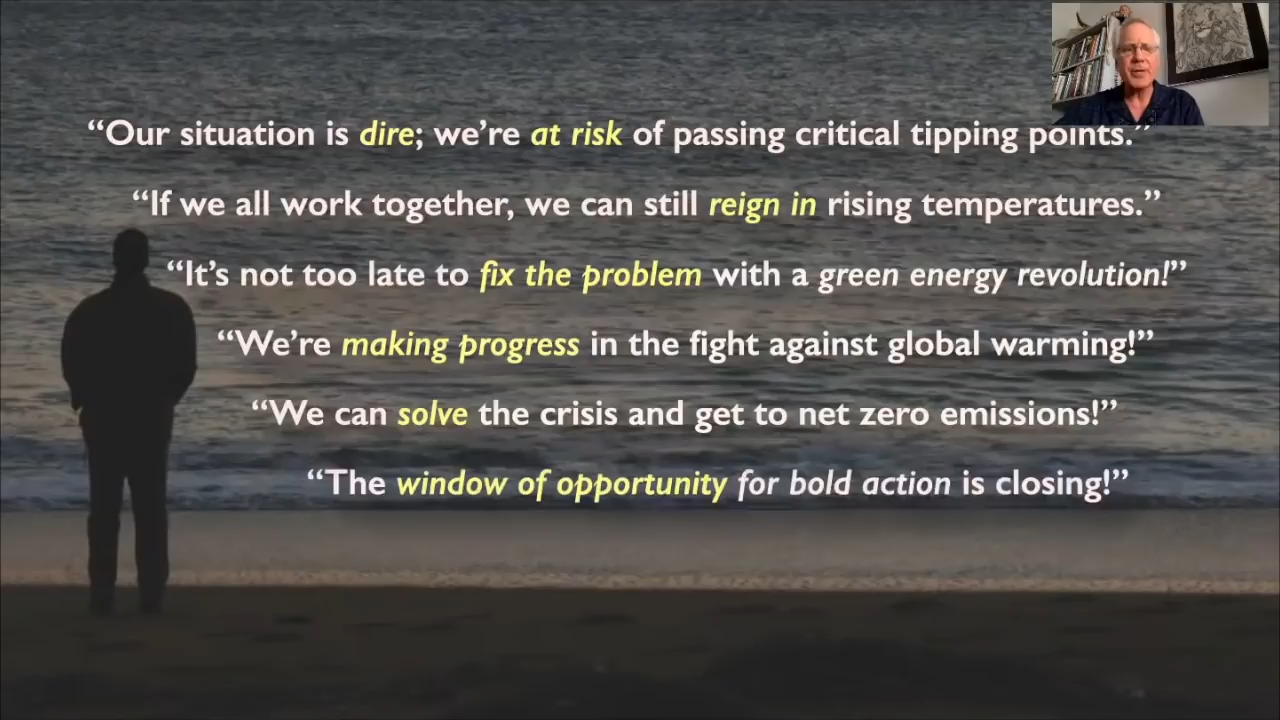 “Our situation is dire; we’re at risk of passing critical tipping points.”
“If we all work together, we can still reign in rising temperatures.”
“It’s not too late to fix the problem with a green energy revolution!”
“We’re making progress in the fight against global warming!”
“We can solve the crisis and get to net zero emissions!”
“The window of opportunity for bold action is closing!”